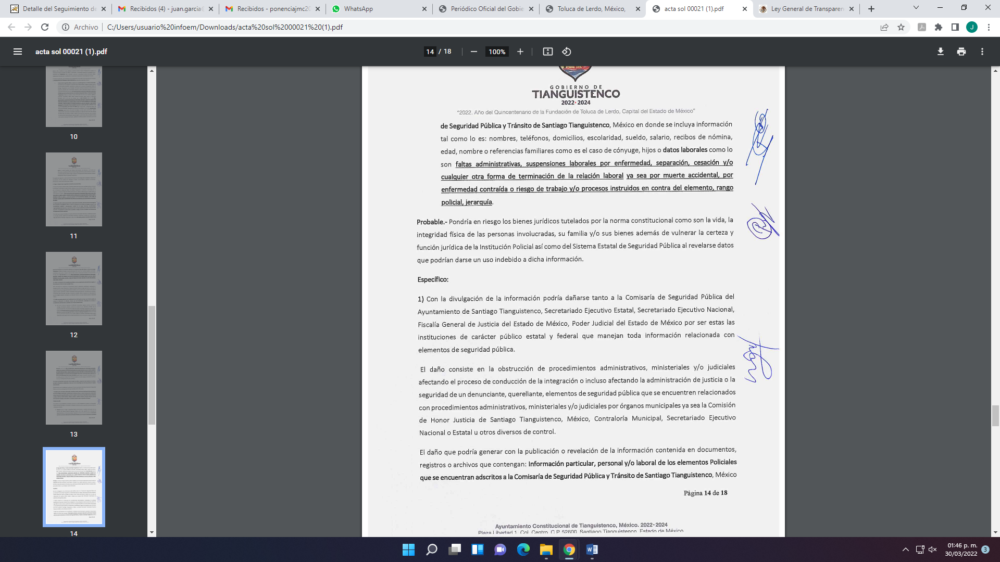 Detalle del Seguimiento de
Recibidos (4) - juan.garcia@
Recibidos - ponenciajmc20
WhatsApp
Periódico Oficial del Gobie
Toluca de Lerdo, México,
acta sol 00021 (1).pdf
Ley General de Transparen
Archivo
C:/Users/usuario%20infoem/Downloads/acta%20sol%2000021%20(1).pdf
J
acta sol 00021 (1).pdf
14 / 18
100%
10
11
12
13
14
GOBIERNO DE
TIANGUISTENCO
2022·2024
"2022. Año del Quincentenario de la Fundación de Toluca de Lerdo, Capital del Estado de México"
de Seguridad Pública y Tránsito de Santiago Tianguistenco, México en donde se incluya información
tal como lo es: nombres, teléfonos, domicilios, escolaridad, sueldo, salario, recibos de nómina,
edad, nombre o referencias familiares como es el caso de cónyuge, hijos o datos laborales como lo
son faltas administrativas, suspensiones laborales por enfermedad, separación, cesación y/o
cualquier otra forma de terminación de la relación laboral ya sea por muerte accidental, por
enfermedad contraída o riesgo de trabajo y/o procesos instruidos en contra del elemento, rango
policial, jerarquía.
Probable.- Pondría en riesgo los bienes jurídicos tutelados por la norma constitucional como son la vida, la
integridad física de las personas involucradas, su familia y/o sus bienes además de vulnerar la certeza y
función jurídica de la Institución Policial así como del Sistema Estatal de Seguridad Pública al revelarse datos
que podrían darse un uso indebido a dicha información.
Específico:
1) Con la divulgación de la información podría dañarse tanto a la Comisaría de Seguridad Pública del
Ayuntamiento de Santiago Tianguistenco, Secretariado Ejecutivo Estatal, Secretariado Ejecutivo Nacional,
Fiscalía General de Justicia del Estado de México, Poder Judicial del Estado de México por ser estas las
instituciones de carácter público estatal y federal que manejan toda información relacionada con
elementos de seguridad pública.
El daño consiste en la obstrucción de procedimientos administrativos, ministeriales y/o judiciales
afectando el proceso de conducción de la integración o incluso afectando la administración de justicia o la
seguridad de un denunciante, querellante, elementos de seguridad pública que se encuentren relacionados
con procedimientos administrativos, ministeriales y/o judiciales por órganos municipales ya sea la Comisión
de Honor Justicia de Santiago Tianguistenco, México, Contraloría Municipal, Secretariado Ejecutivo
Nacional o Estatal u otros diversos de control.
El daño que podría generar con la publicación o revelación de la información contenida en documentos,
registros o archivos que contengan: Información particular, personal y/o laboral de los elementos Policiales
que se encuentran adscritos a la Comisaría de Seguridad Pública y Tránsito de Santiago Tianguistenco, México
Página 14 de 18
Ayuntamiento Constitucional de Tianguistenco, México. 2022·2024
Plaza Libertad 1, Col. Centro, C.P. 52600, Santiago Tianguistenco, Estado de México
01:46 p. m.
30/03/2022
3